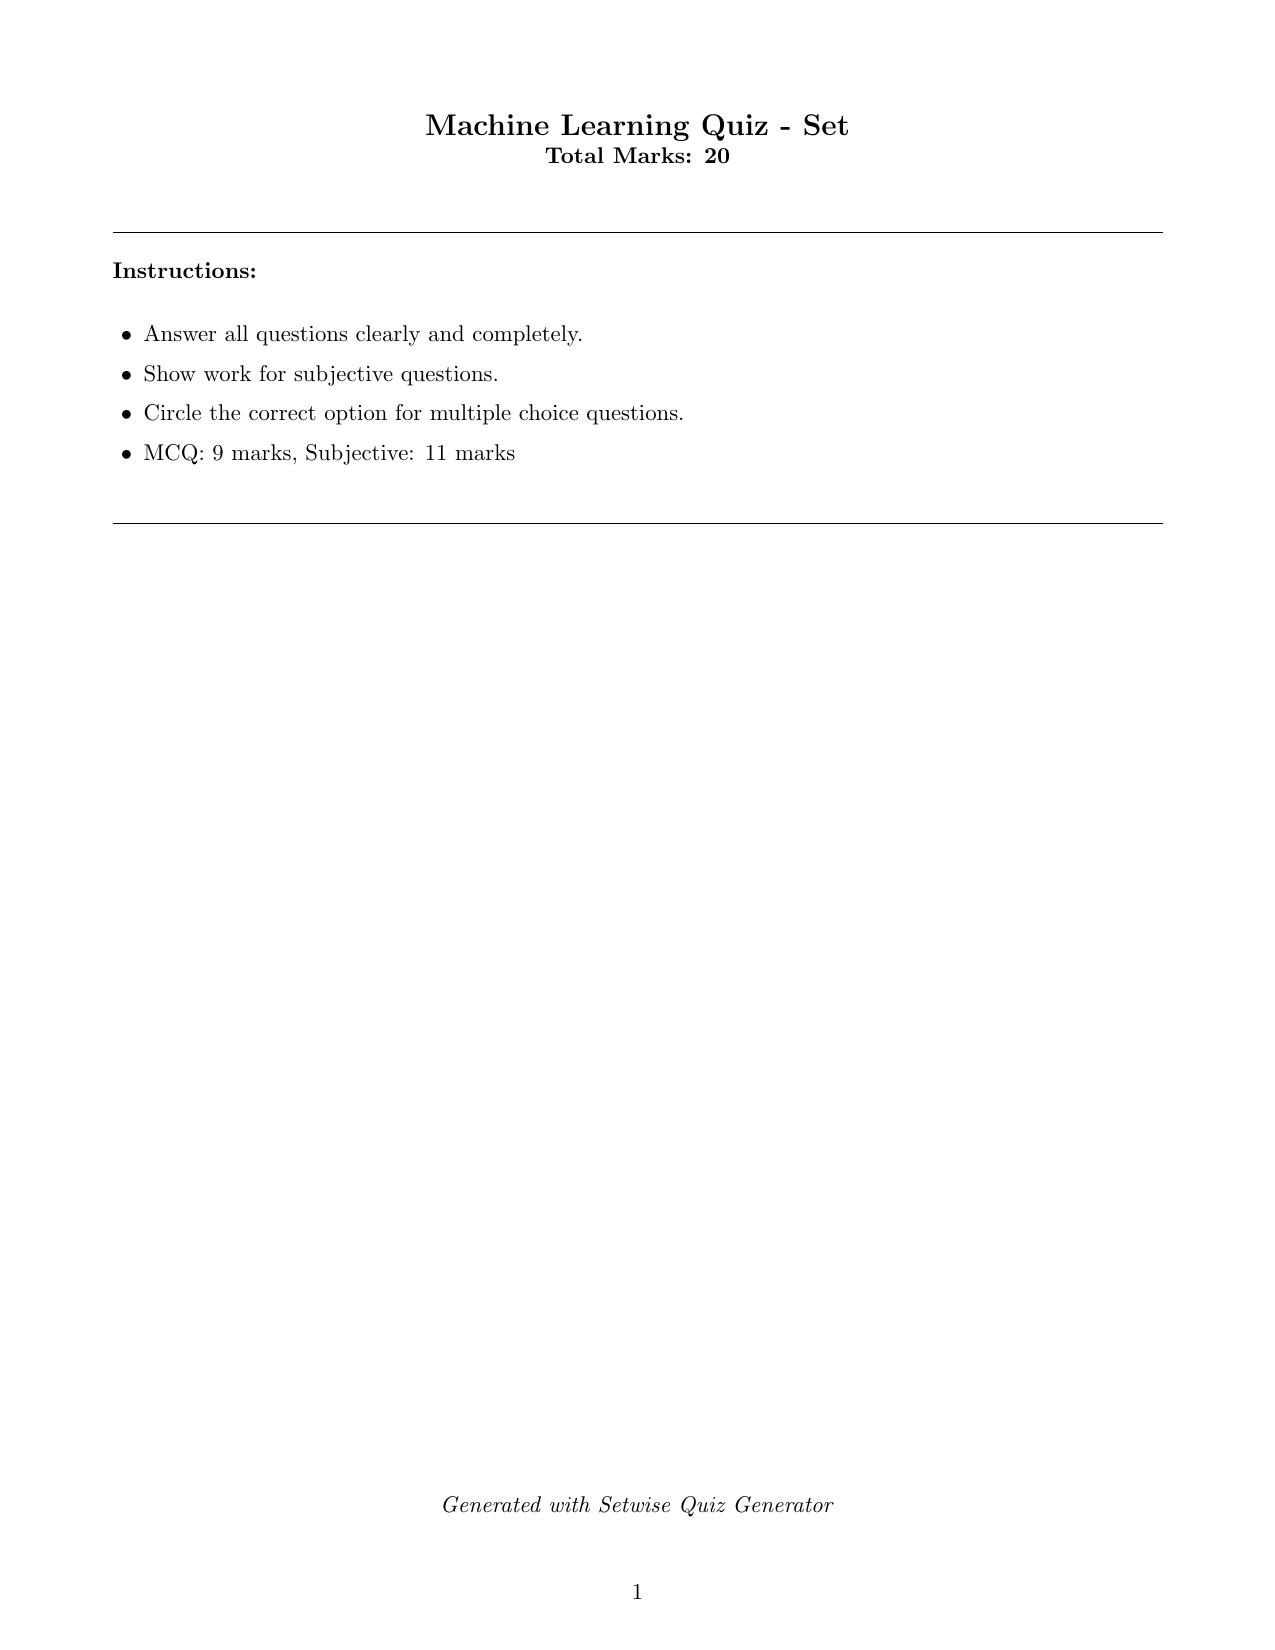 Machine Learning Quiz - Set
Total Marks: 20
Instructions:
• Answer all questions clearly and completely.
• Show work for subjective questions.
• Circle the correct option for multiple choice questions.
• MCQ: 9 marks, Subjective: 11 marks
Generated with Setwise Quiz Generator
1